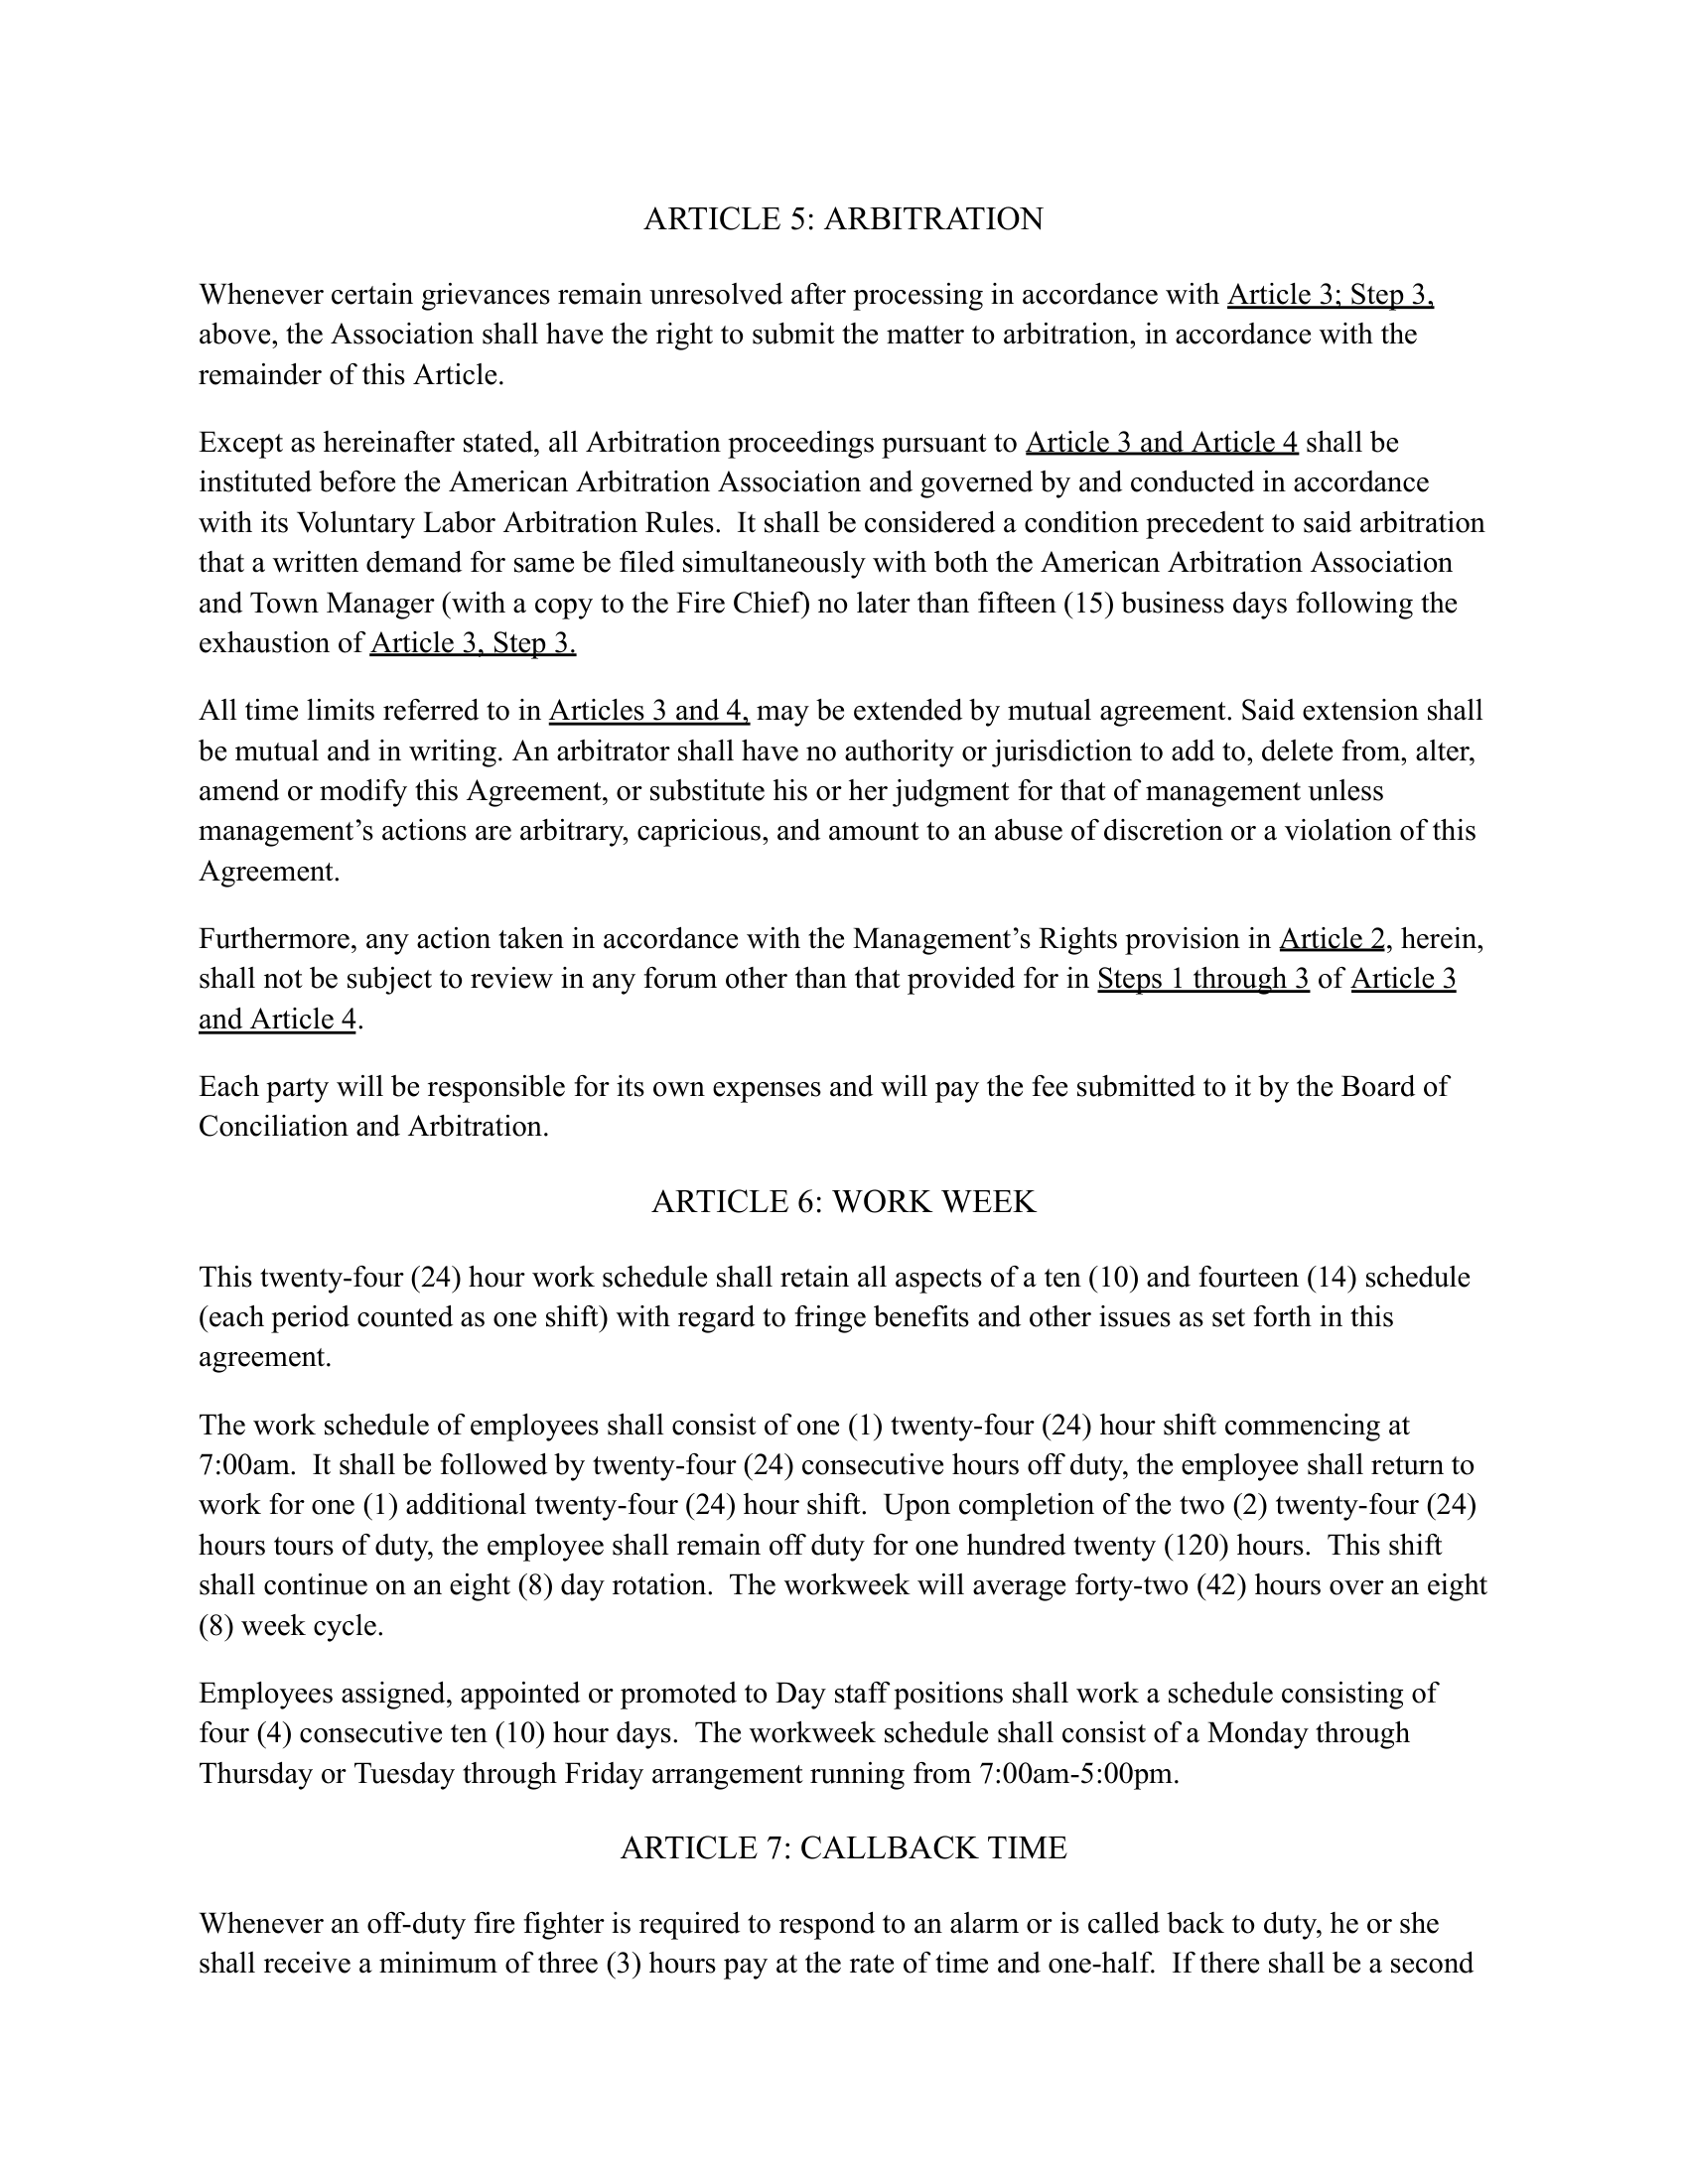 ARTICLE 5: ARBITRATION
Whenever certain grievances remain unresolved after processing in accordance with Article 3; Step 3,
above, the Association shall have the right to submit the matter to arbitration, in accordance with the
remainder of this Article.
Except as hereinafter stated, all Arbitration proceedings pursuant to Article 3 and Article 4 shall be
instituted before the American Arbitration Association and governed by and conducted in accordance
with its Voluntary Labor Arbitration Rules.  It shall be considered a condition precedent to said arbitration
that a written demand for same be filed simultaneously with both the American Arbitration Association
and Town Manager (with a copy to the Fire Chief) no later than fifteen (15) business days following the
exhaustion of Article 3, Step 3.
All time limits referred to in Articles 3 and 4, may be extended by mutual agreement. Said extension shall
be mutual and in writing. An arbitrator shall have no authority or jurisdiction to add to, delete from, alter,
amend or modify this Agreement, or substitute his or her judgment for that of management unless
management’s actions are arbitrary, capricious, and amount to an abuse of discretion or a violation of this
Agreement.
Furthermore, any action taken in accordance with the Management’s Rights provision in Article 2, herein,
shall not be subject to review in any forum other than that provided for in Steps 1 through 3 of Article 3
and Article 4.
Each party will be responsible for its own expenses and will pay the fee submitted to it by the Board of
Conciliation and Arbitration.
ARTICLE 6: WORK WEEK
This twenty-four (24) hour work schedule shall retain all aspects of a ten (10) and fourteen (14) schedule
(each period counted as one shift) with regard to fringe benefits and other issues as set forth in this
agreement.
The work schedule of employees shall consist of one (1) twenty-four (24) hour shift commencing at
7:00am.  It shall be followed by twenty-four (24) consecutive hours off duty, the employee shall return to
work for one (1) additional twenty-four (24) hour shift.  Upon completion of the two (2) twenty-four (24)
hours tours of duty, the employee shall remain off duty for one hundred twenty (120) hours.  This shift
shall continue on an eight (8) day rotation.  The workweek will average forty-two (42) hours over an eight
(8) week cycle.
Employees assigned, appointed or promoted to Day staff positions shall work a schedule consisting of
four (4) consecutive ten (10) hour days.  The workweek schedule shall consist of a Monday through
Thursday or Tuesday through Friday arrangement running from 7:00am-5:00pm.
ARTICLE 7: CALLBACK TIME
Whenever an off-duty fire fighter is required to respond to an alarm or is called back to duty, he or she
shall receive a minimum of three (3) hours pay at the rate of time and one-half.  If there shall be a second